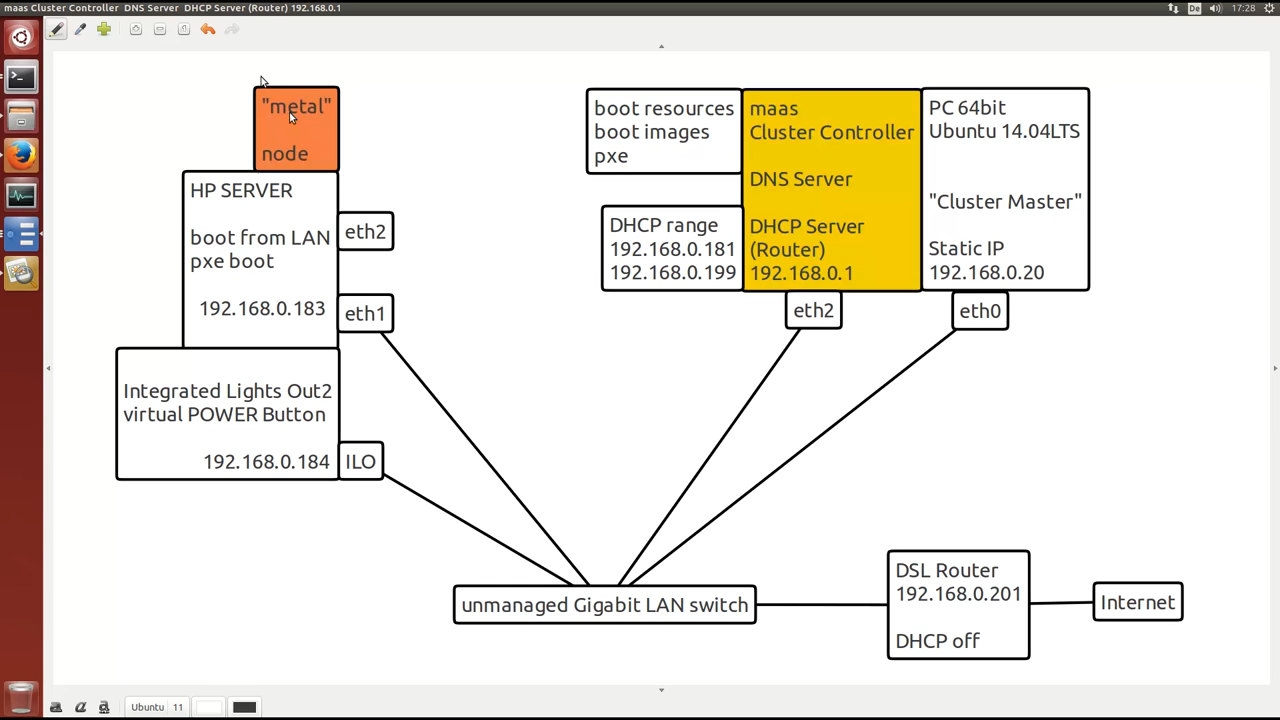 maas Cluster Controller  DNS Server  DHCP Server (Router) 192.168.0.1
De
17:28
"metal"
node
HP SERVER
boot from LAN
pxe boot
192.168.0.183
eth2
eth1
Integrated Lights Out2
virtual POWER Button
192.168.0.184
ILO
boot resources
boot images
pxe
DHCP range
192.168.0.181
192.168.0.199
maas
Cluster Controller
DNS Server
DHCP Server
(Router)
192.168.0.1
PC 64bit
Ubuntu 14.04LTS
"Cluster Master"
Static IP
192.168.0.20
eth2
eth0
unmanaged Gigabit LAN switch
DSL Router
192.168.0.201
DHCP off
Internet
a a a
Ubuntu 11